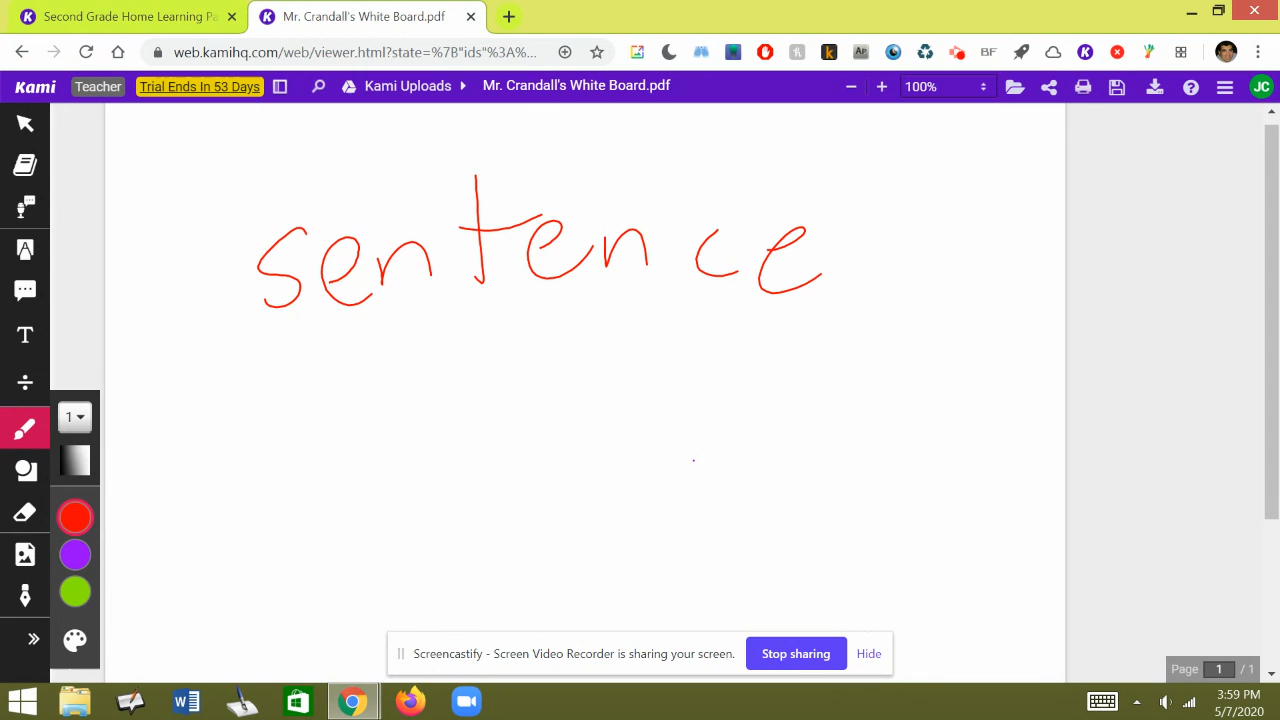 Second Grade Home Learning Pa
Mr. Crandall's White Board.pdf
web.kamihq.com/web/viewer.html?state=%7B"ids"%3A%...
Kami Teacher Trial Ends In 53 Days Kami Uploads Mr. Crandall's White Board.pdf 100% JC
sentence
1
Screencastify - Screen Video Recorder is sharing your screen. Stop sharing Hide
Page 1 / 1
3:59 PM
5/7/2020